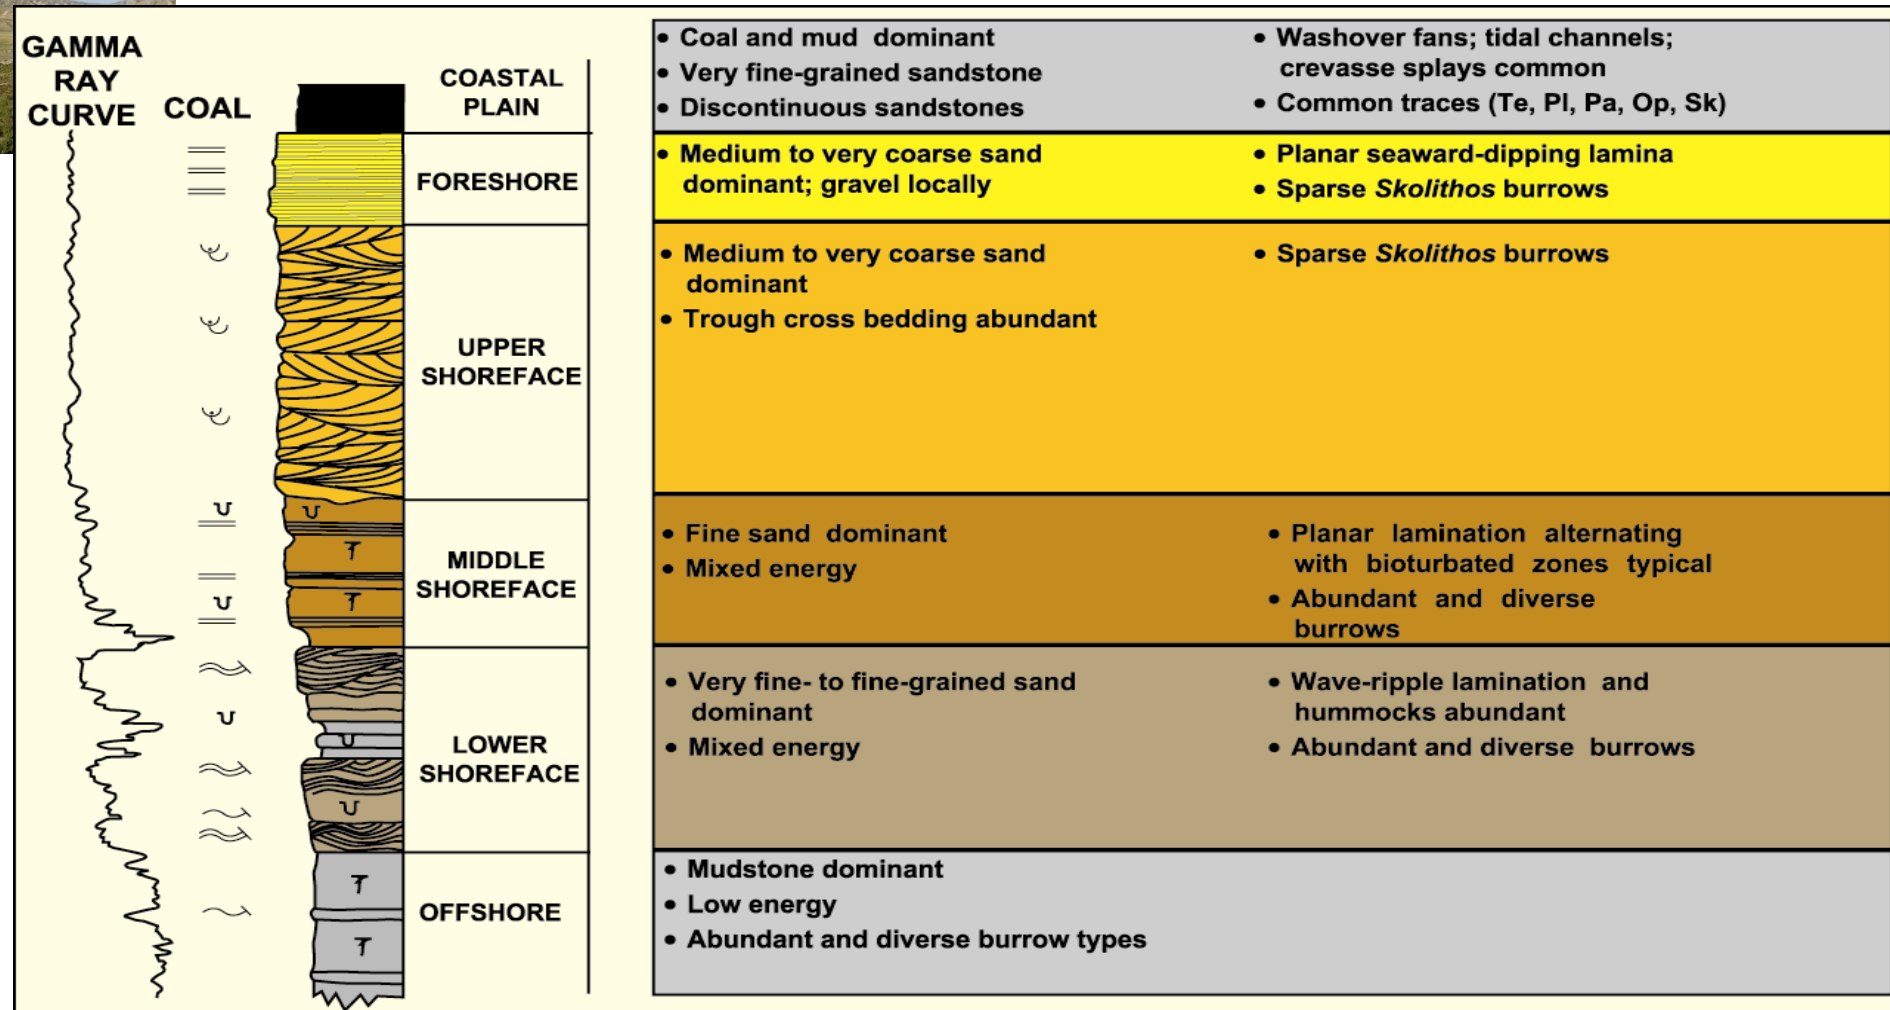 GAMMA
RAY
CURVE
COAL
COASTAL
PLAIN
• Coal and mud dominant
• Very fine-grained sandstone
• Discontinuous sandstones
• Washover fans; tidal channels;
crevasse splays common
• Common traces (Te, Pl, Pa, Op, Sk)
FORESHORE
• Medium to very coarse sand
dominant; gravel locally
• Planar seaward-dipping lamina
• Sparse Skolithos burrows
UPPER
SHOREFACE
• Medium to very coarse sand
dominant
• Trough cross bedding abundant
• Sparse Skolithos burrows
MIDDLE
SHOREFACE
• Fine sand dominant
• Mixed energy
• Planar lamination alternating
with bioturbated zones typical
• Abundant and diverse
burrows
LOWER
SHOREFACE
• Very fine- to fine-grained sand
dominant
• Mixed energy
• Wave-ripple lamination and
hummocks abundant
• Abundant and diverse burrows
OFFSHORE
• Mudstone dominant
• Low energy
• Abundant and diverse burrow types